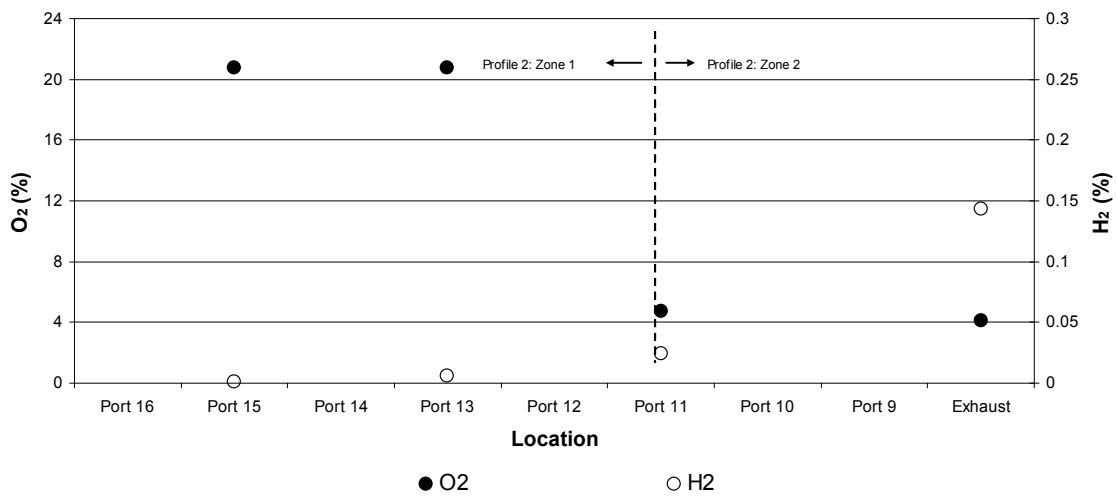 24 0.3
Profile 2: Zone 1 Profile 2: Zone 2
20 0.25
16 0.2
12 0.15
O2 (%) H2 (%)
8 0.1
4 0.05
0 0
Port 16 Port 15 Port 14 Port 13 Port 12 Port 11 Port 10 Port 9 Exhaust
Location
O2 H2